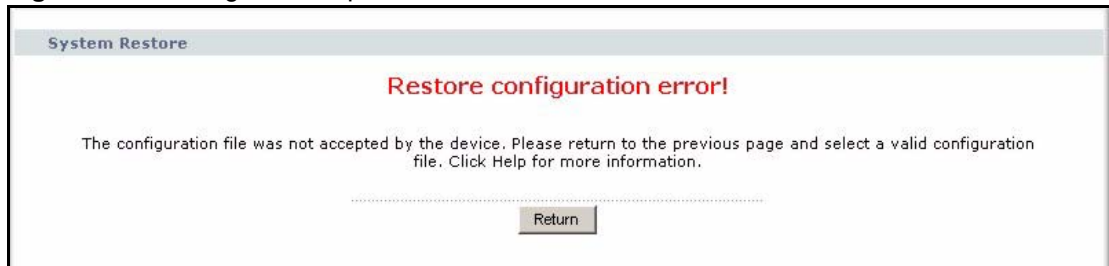 System Restore
Restore configuration error!
The configuration file was not accepted by the device. Please return to the previous page and select a valid configuration
file. Click Help for more information.
Return